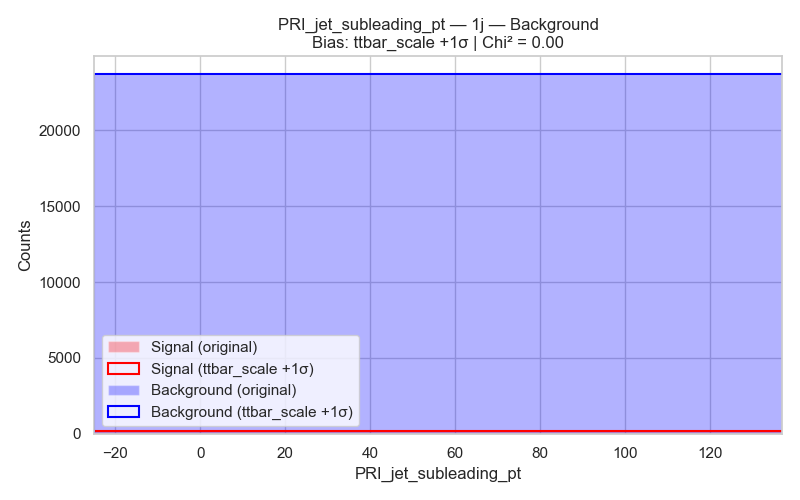 PRI_jet_subleading_pt — 1j — Background
Bias: ttbar_scale +1σ | Chi² = 0.00
Counts
20000
15000
10000
5000
0
Signal (original)
Signal (ttbar_scale +1σ)
Background (original)
Background (ttbar_scale +1σ)
−20 0 20 40 60 80 100 120
PRI_jet_subleading_pt